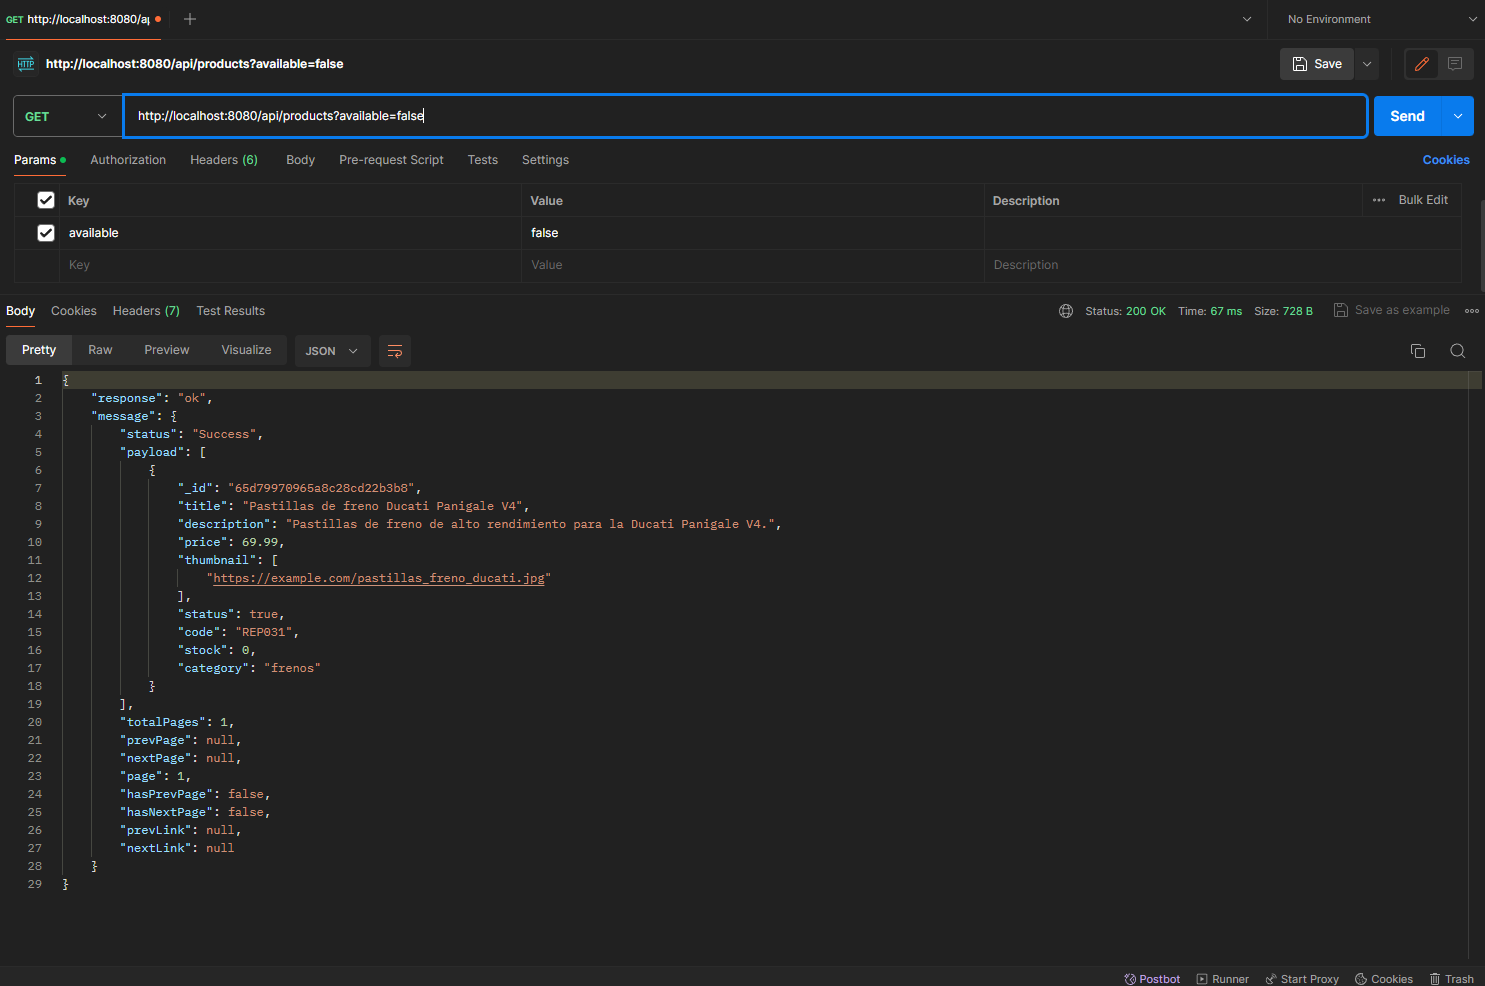 GET http://localhost:8080/ap
No Environment
HTTP http://localhost:8080/api/products?available=false
Save
GET http://localhost:8080/api/products?available=false Send
Params Authorization Headers (6) Body Pre-request Script Tests Settings Cookies
Key Value Description Bulk Edit
available false
Key Value Description
Body Cookies Headers (7) Test Results Status: 200 OK Time: 67 ms Size: 728 B Save as example
Pretty Raw Preview Visualize JSON
1 {
2 "response": "ok",
3 "message": {
4 "status": "Success",
5 "payload": [
6 {
7 "_id": "65d79970965a8c28cd22b3b8",
8 "title": "Pastillas de freno Ducati Panigale V4",
9 "description": "Pastillas de freno de alto rendimiento para la Ducati Panigale V4.",
10 "price": 69.99,
11 "thumbnail": [
12 "https://example.com/pastillas_freno_ducati.jpg"
13 ],
14 "status": true,
15 "code": "REP031",
16 "stock": 0,
17 "category": "frenos"
18 }
19 ],
20 "totalPages": 1,
21 "prevPage": null,
22 "nextPage": null,
23 "page": 1,
24 "hasPrevPage": false,
25 "hasNextPage": false,
26 "prevLink": null,
27 "nextLink": null
28 }
29 }
Postbot Runner Start Proxy Cookies Trash